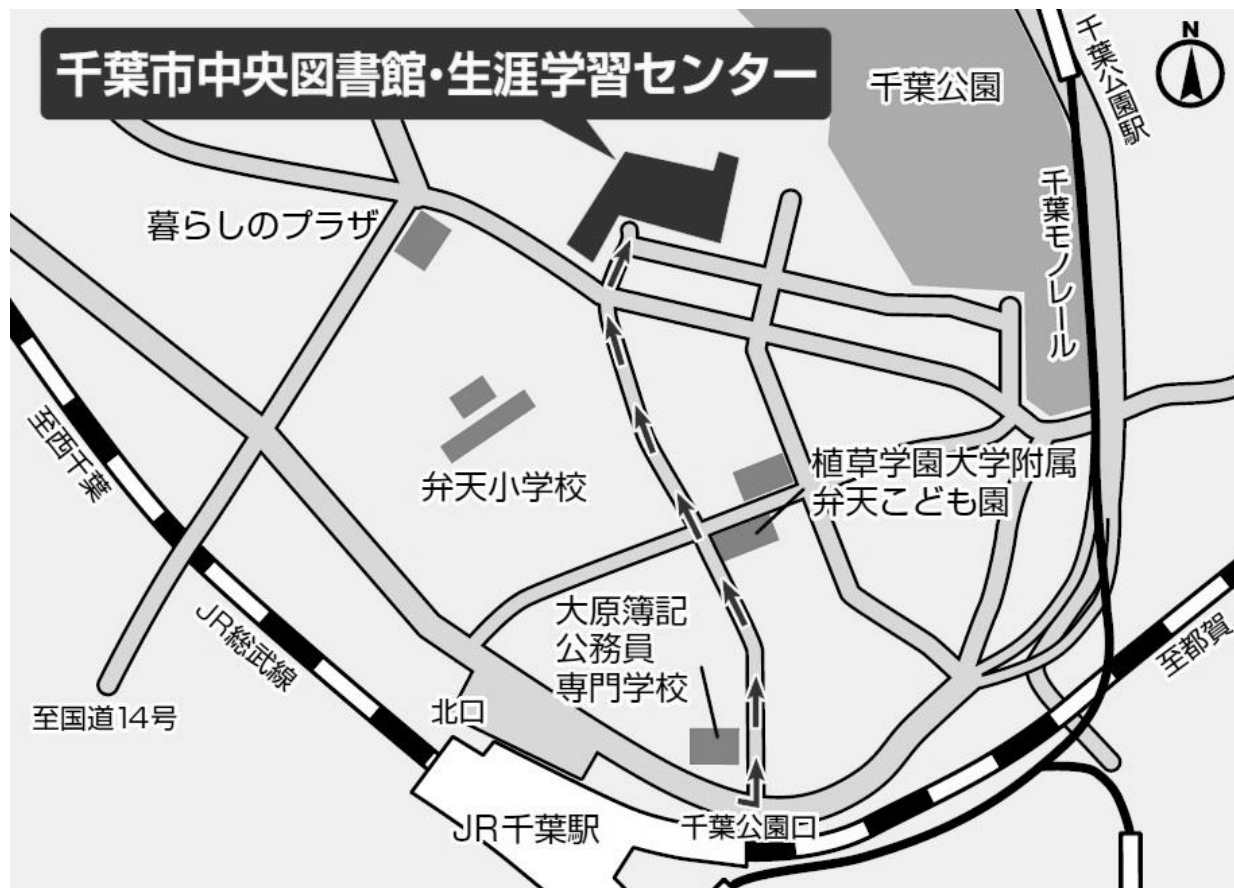 千葉市中央図書館・生涯学習センター
N
千葉公園
千葉公園駅
千葉モノレール
暮らしのプラザ
至西千葉
弁天小学校
植草学園大学附属
弁天こども園
大原簿記
公務員
専門学校
JR総武線
至都賀
至国道14号
北口
JR千葉駅
千葉公園口